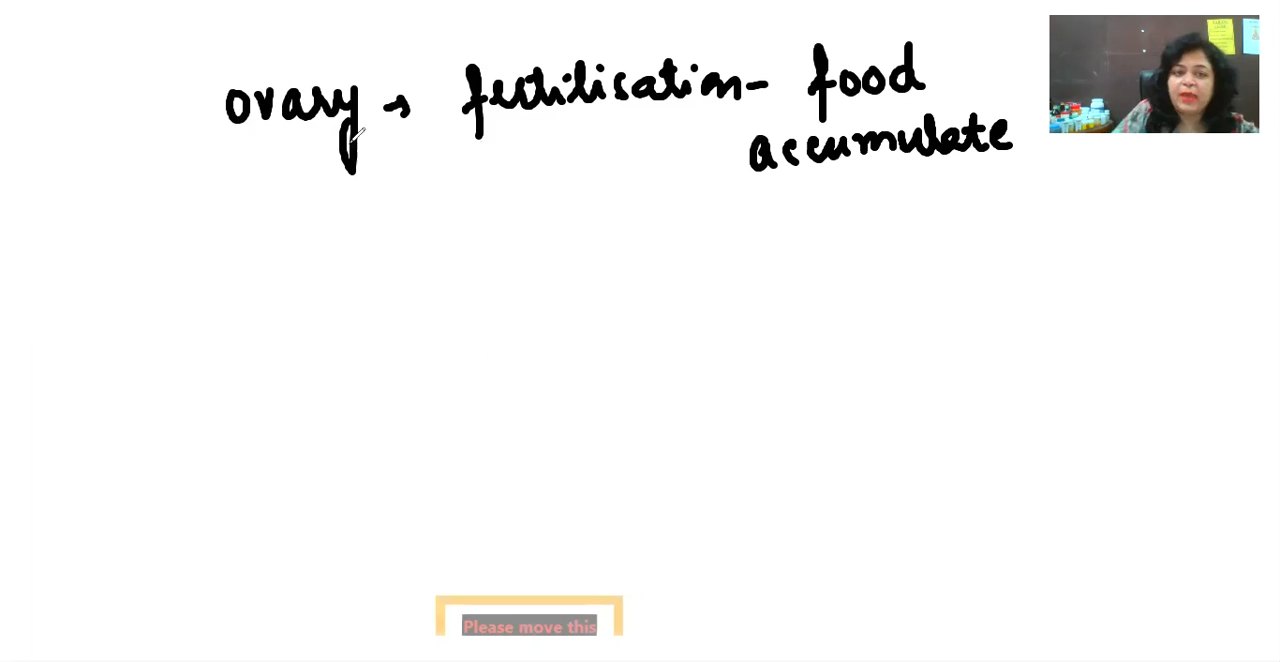 ovary → fertilisation - food
accumulate
Please move this